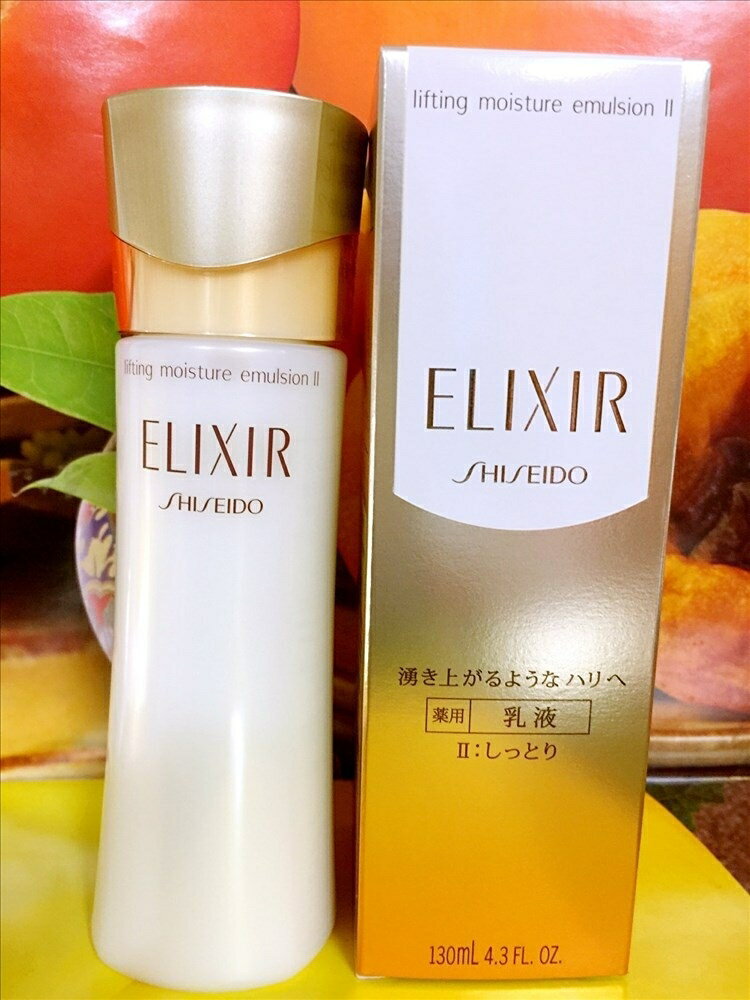 lifting moisture emulsion II
ELIXIR
SHISEIDO
lifting moisture emulsion II
ELIXIR
SHISEIDO
湧き上がるようなハリへ
薬用 乳液
II:しっとり
130mL 4.3 FL. OZ.